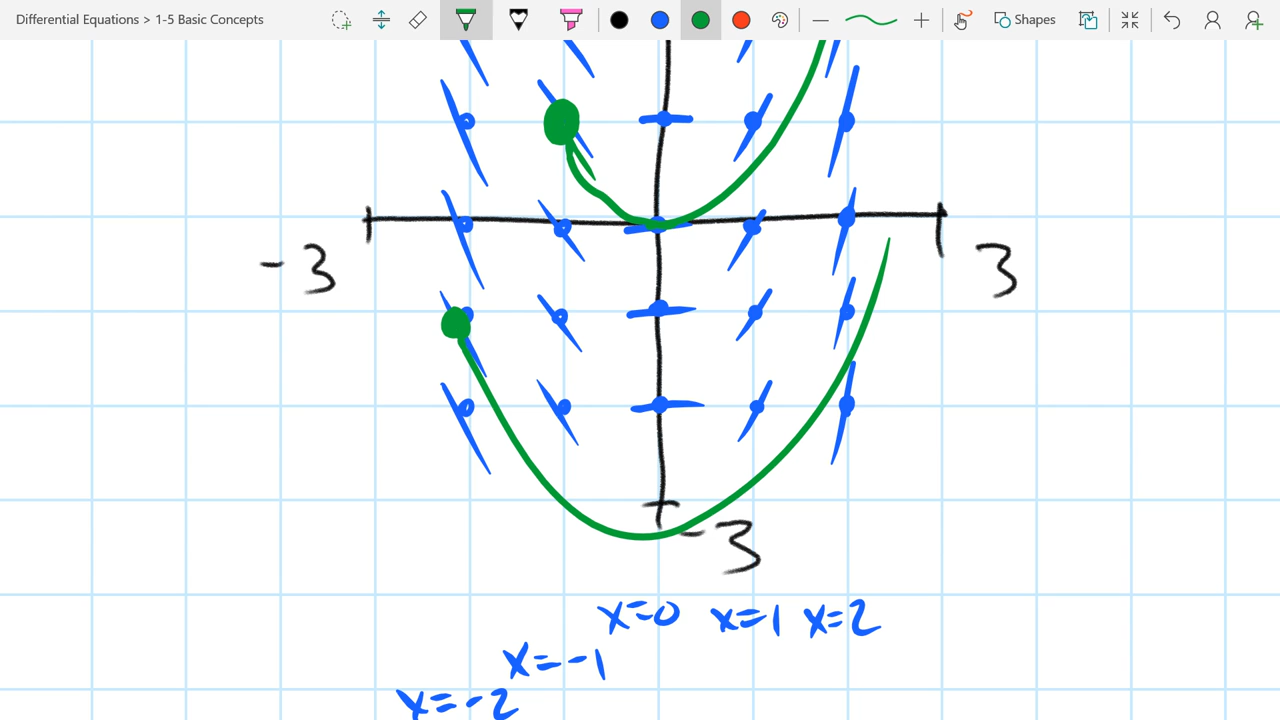 Differential Equations > 1-5 Basic Concepts
Shapes
-3
3
-3
x=0 x=1 x=2
x=-1
x=-2